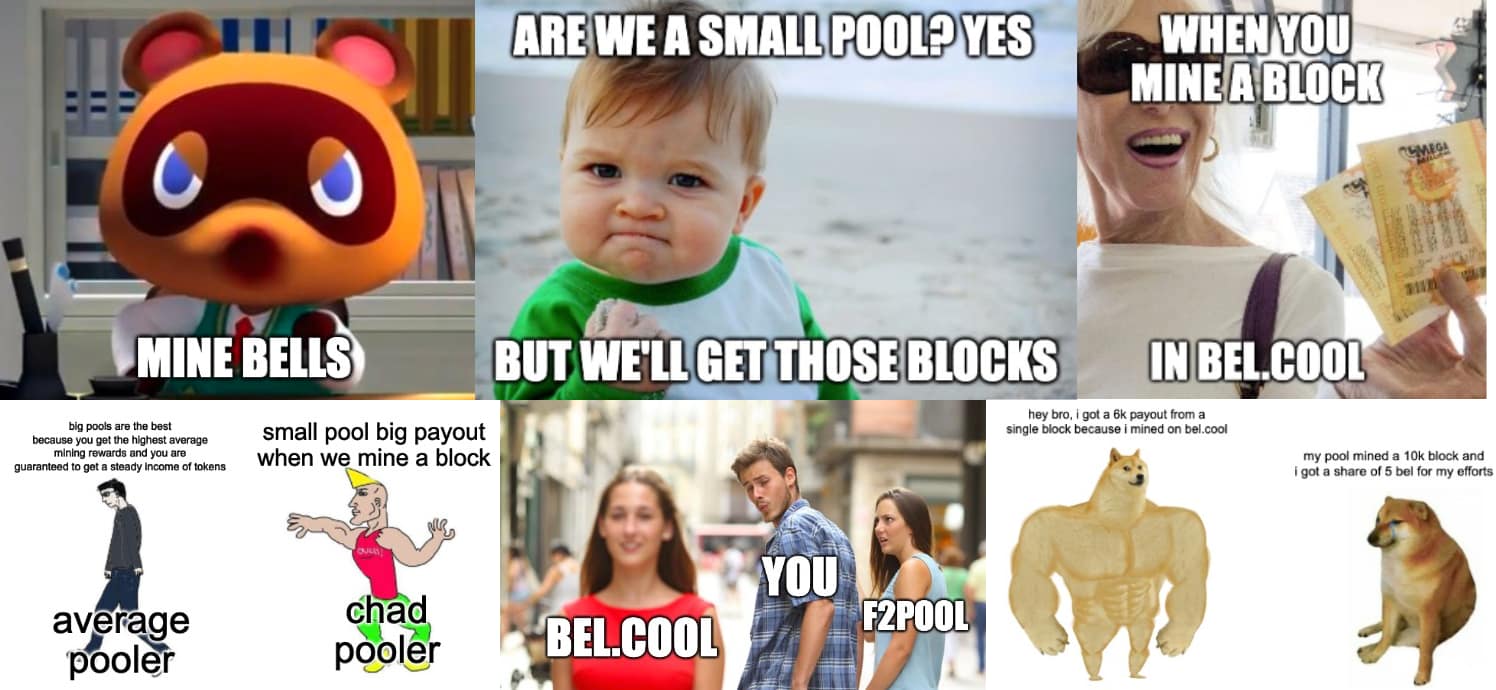 MINE BELLS
ARE WE A SMALL POOL? YES
BUT WE'LL GET THOSE BLOCKS
WHEN YOU
MINE A BLOCK
MEGA
IN BEL.COOL
big pools are the best
because you get the highest average
mining rewards and you are
guaranteed to get a steady income of tokens
average
pooler
small pool big payout
when we mine a block
chad
pooler
BEL.COOL
YOU
F2POOL
hey bro, i got a 6k payout from a
single block because i mined on bel.cool
my pool mined a 10k block and
i got a share of 5 bel for my efforts